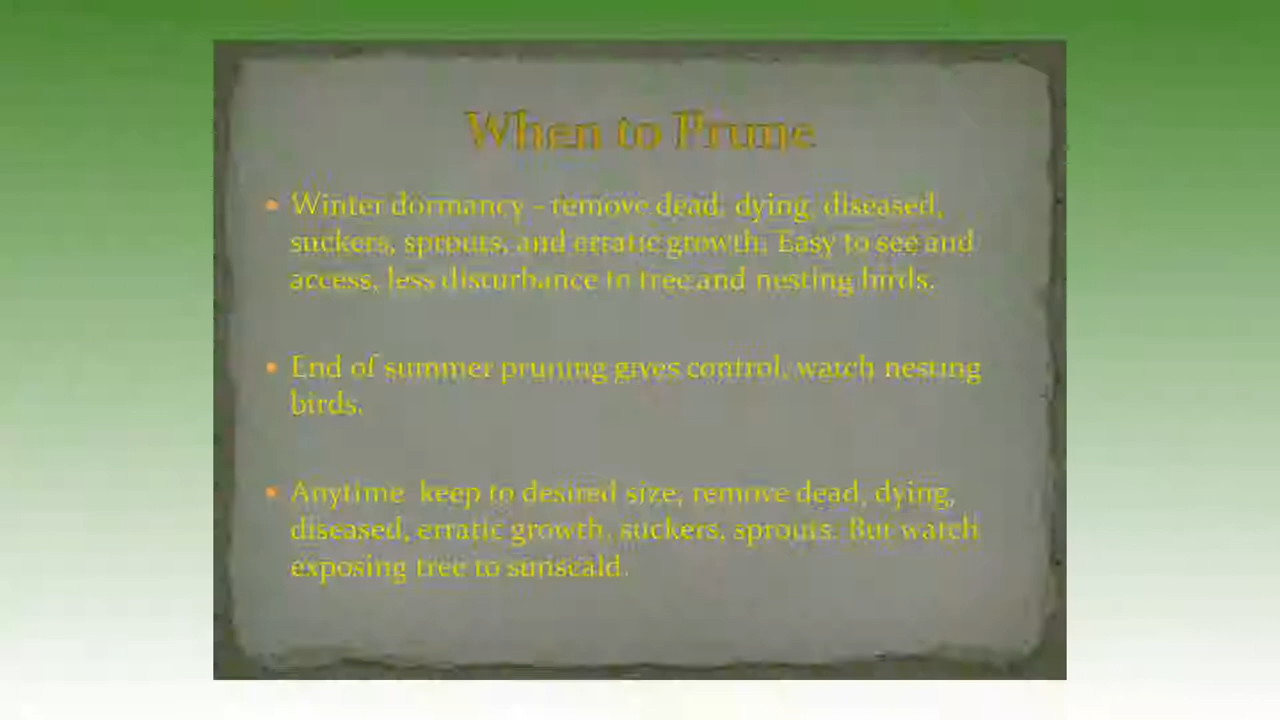 When to Prune
• Winter dormancy - remove dead, dying, diseased,
suckers, sprouts, and erratic growth. Easy to see and
access, less disturbance to tree and nesting birds.
• End of summer pruning gives control, watch nesting
birds.
• Anytime keep to desired size, remove dead, dying,
diseased, erratic growth, suckers, sprouts. But watch
exposing tree to sunscald.